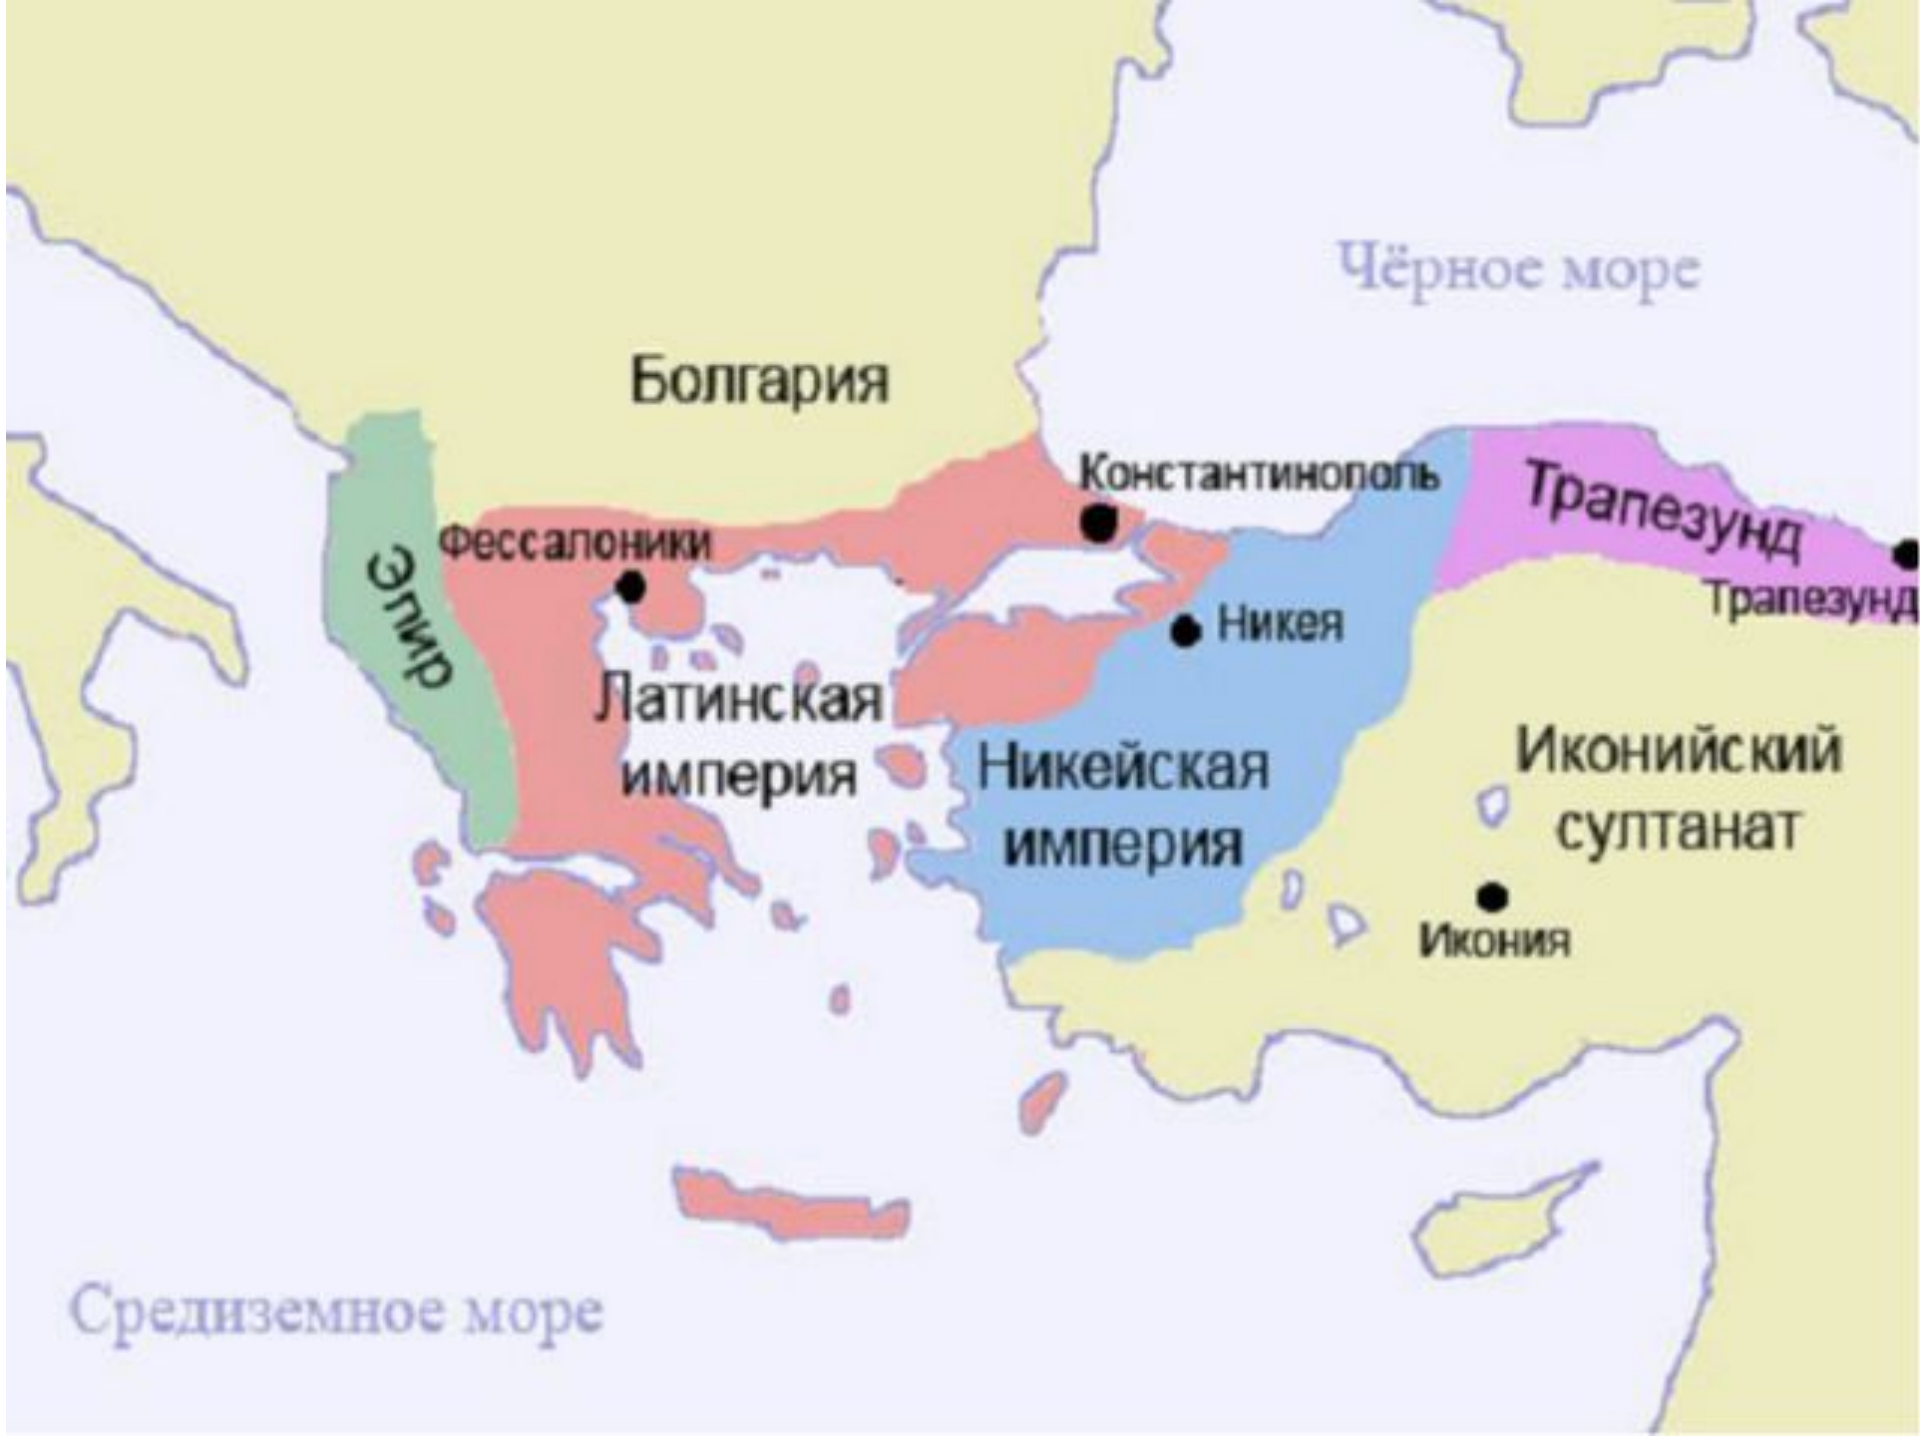 Чёрное море
Болгария
Константинополь
Трапезунд
Фессалоники
Эпир
Трапезунд
Никея
Латинская
империя
Никейская
империя
Иконийский
султанат
Икония
Средиземное море